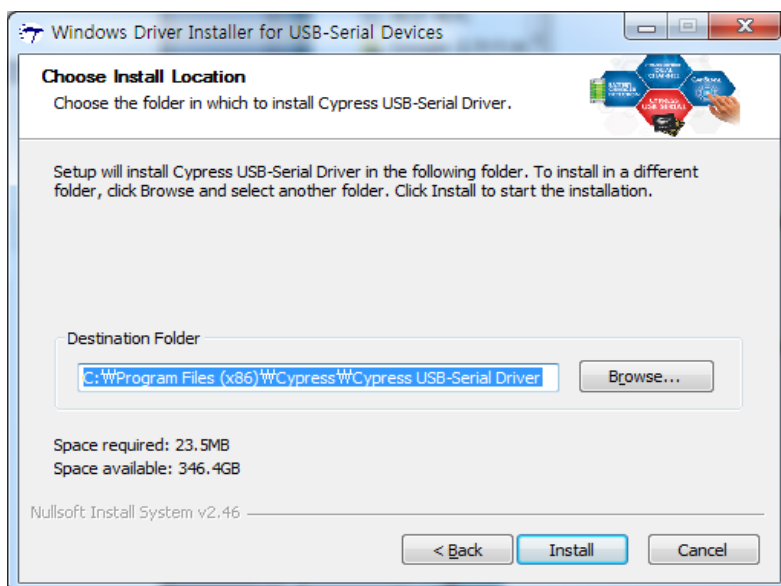 Windows Driver Installer for USB-Serial Devices
Choose Install Location
Choose the folder in which to install Cypress USB-Serial Driver.
CYPRESS
USB SERIAL
Setup will install Cypress USB-Serial Driver in the following folder. To install in a different
folder, click Browse and select another folder. Click Install to start the installation.
Destination Folder
C:₩Program Files (x86)₩Cypress₩Cypress USB-Serial Driver
Browse...
Space required: 23.5MB
Space available: 346.4GB
Nullsoft Install System v2.46
< Back
Install
Cancel